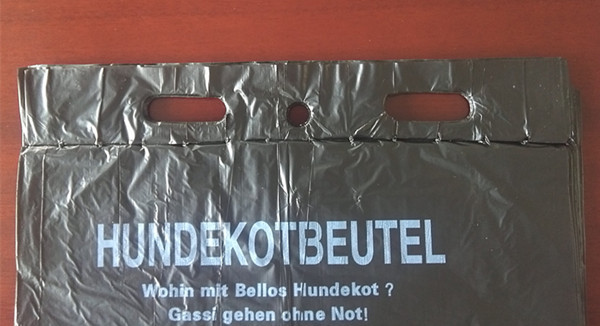 HUNDEKOTBEUTEL
Wohin mit Bellos Hundekot ?
Gassi gehen ohne Not!